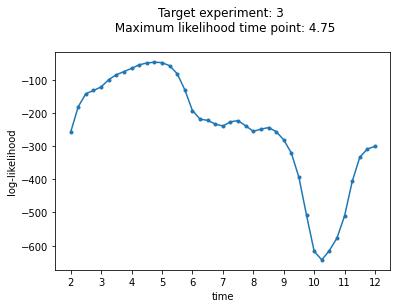 Target experiment: 3
Maximum likelihood time point: 4.75
log-likelihood
−100
−200
−300
−400
−500
−600
2 3 4 5 6 7 8 9 10 11 12
time